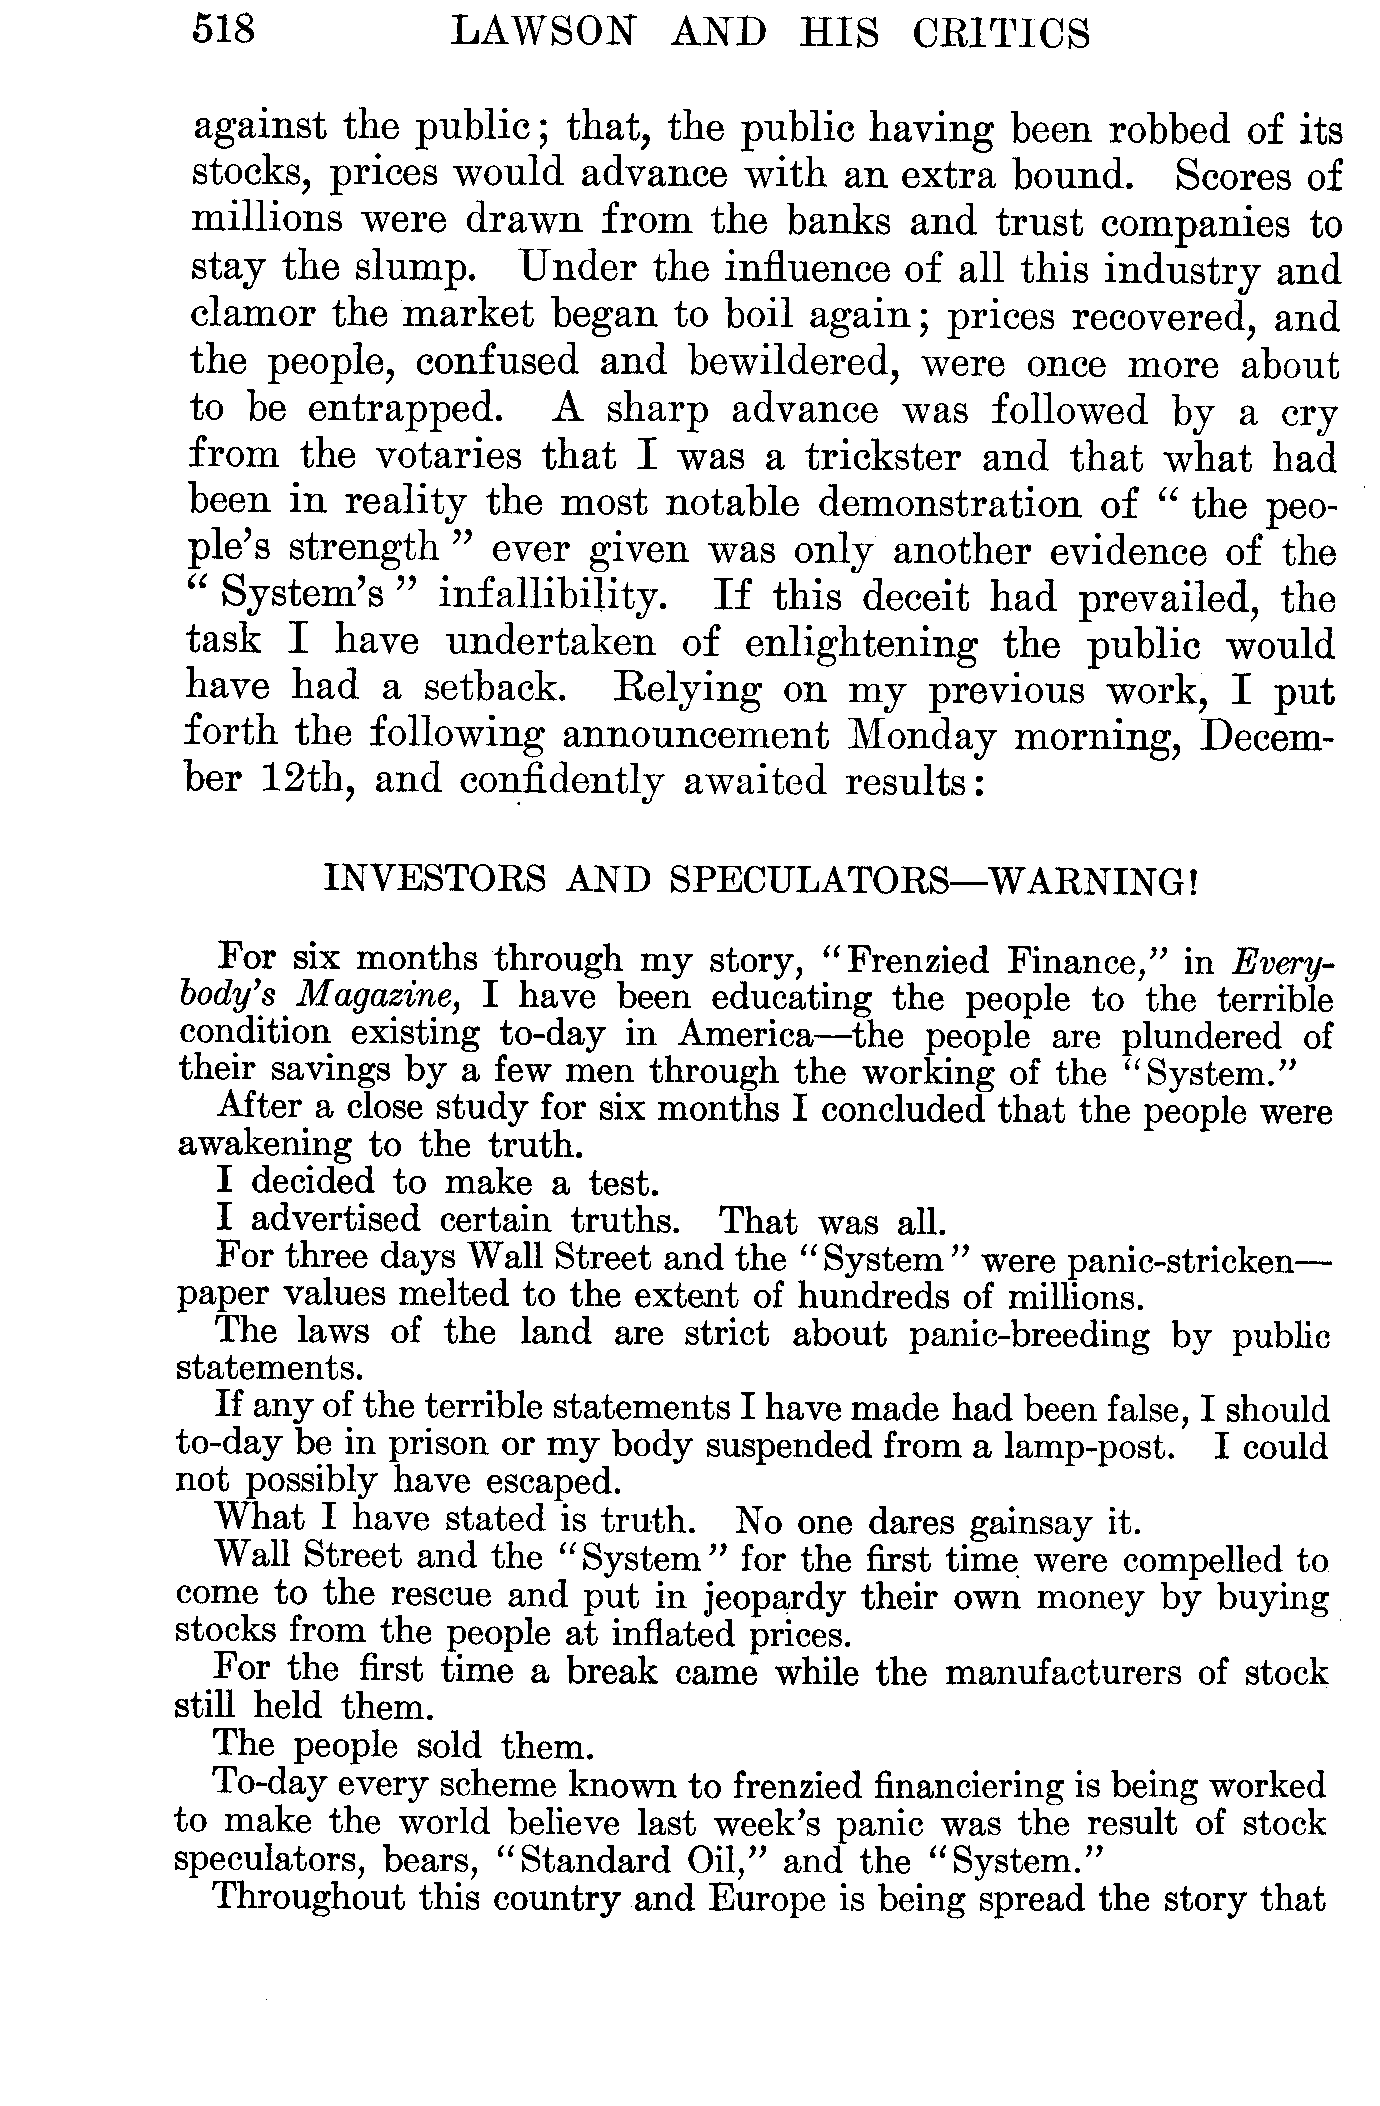 518 LAWSON AND HIS CRITICS
against the public; that, the public having been robbed of its
stocks, prices would advance with an extra bound. Scores of
millions were drawn from the banks and trust companies to
stay the slump. Under the influence of all this industry and
clamor the market began to boil again; prices recovered, and
the people, confused and bewildered, were once more about
to be entrapped. A sharp advance was followed by a cry
from the votaries that I was a trickster and that what had
been in reality the most notable demonstration of “ the peo-
ple’s strength ” ever given was only another evidence of the
“ System’s ” infallibility. If this deceit had prevailed, the
task I have undertaken of enlightening the public would
have had a setback. Relying on my previous work, I put
forth the following announcement Monday morning, Decem-
ber 12th, and confidently awaited results:
INVESTORS AND SPECULATORS—WARNING!
For six months through my story, “Frenzied Finance,” in Every-
body’s Magazine, I have been educating the people to the terrible
condition existing to-day in America—the people are plundered of
their savings by a few men through the working of the “System.”
After a close study for six months I concluded that the people were
awakening to the truth.
I decided to make a test.
I advertised certain truths. That was all.
For three days Wall Street and the “System” were panic-stricken—
paper values melted to the extent of hundreds of millions.
The laws of the land are strict about panic-breeding by public
statements.
If any of the terrible statements I have made had been false, I should
to-day be in prison or my body suspended from a lamp-post. I could
not possibly have escaped.
What I have stated is truth. No one dares gainsay it.
Wall Street and the “System” for the first time were compelled to
come to the rescue and put in jeopardy their own money by buying
stocks from the people at inflated prices.
For the first time a break came while the manufacturers of stock
still held them.
The people sold them.
To-day every scheme known to frenzied financiering is being worked
to make the world believe last week’s panic was the result of stock
speculators, bears, “Standard Oil,” and the “System.”
Throughout this country and Europe is being spread the story that